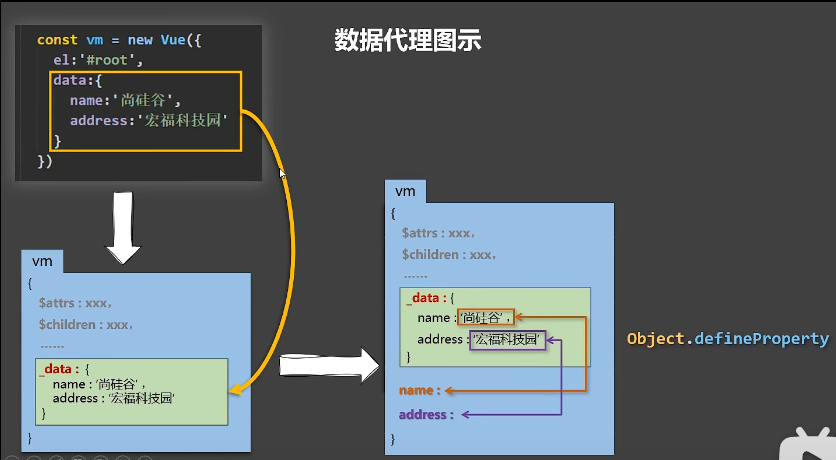 数据代理图示
const vm = new Vue({
el:'#root',
data:{
name:'尚硅谷',
address:'宏福科技园'
}
})
vm
{
$attrs : xxx,
$children : xxx,
······
_data : {
name : '尚硅谷' ,
address : '宏福科技园'
}
}
vm
{
$attrs : xxx,
$children : xxx,
······
_data : {
name : '尚硅谷' ,
address : '宏福科技园'
}
name :
address :
}
Object.defineProperty